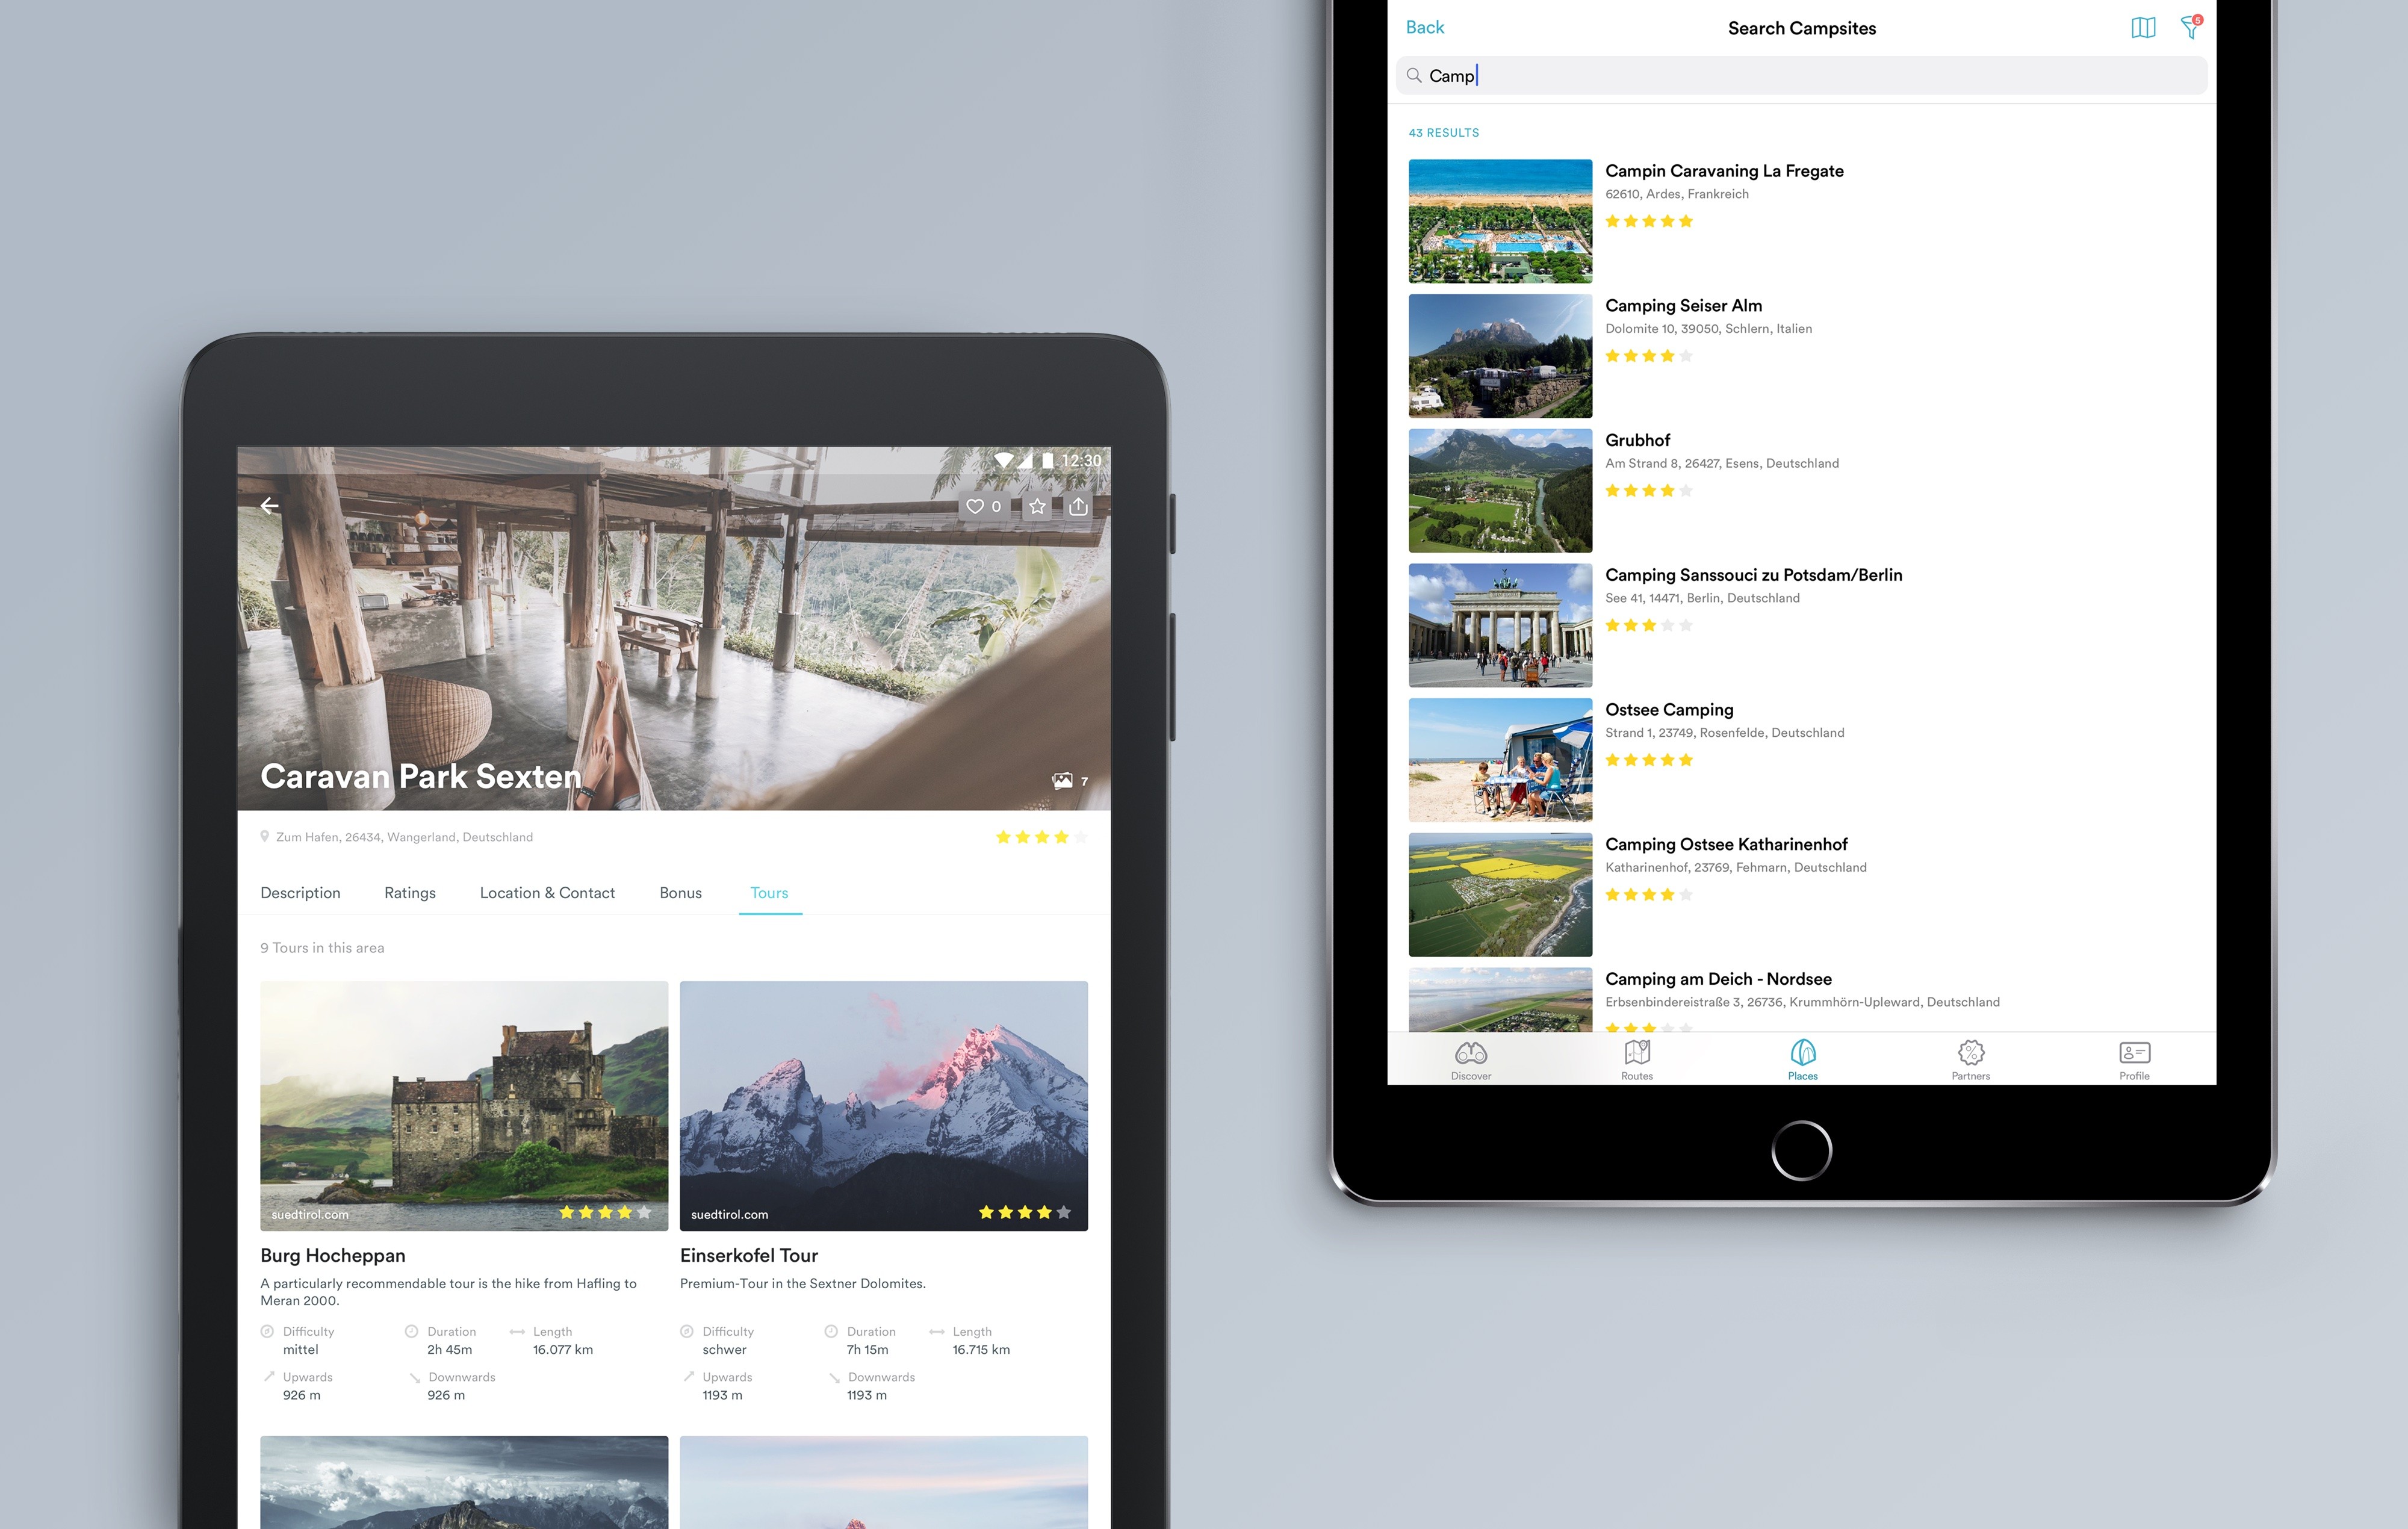 12:30
0
Caravan Park Sexten
7
Zum Hafen, 26434, Wangerland, Deutschland
Description Ratings Location & Contact Bonus Tours
9 Tours in this area
suedtirol.com
Burg Hocheppan
A particularly recommendable tour is the hike from Hafling to
Meran 2000.
Difficulty Duration Length
mittel 2h 45m 16.077 km
Upwards Downwards
926 m 926 m
suedtirol.com
Einserkofel Tour
Premium-Tour in the Sextner Dolomites.
Difficulty Duration Length
schwer 7h 15m 16.715 km
Upwards Downwards
1193 m 1193 m
Back Search Campsites 5
Camp
43 RESULTS
Campin Caravaning La Fregate
62610, Ardes, Frankreich
Camping Seiser Alm
Dolomite 10, 39050, Schlern, Italien
Grubhof
Am Strand 8, 26427, Esens, Deutschland
Camping Sanssouci zu Potsdam/Berlin
See 41, 14471, Berlin, Deutschland
Ostsee Camping
Strand 1, 23749, Rosenfelde, Deutschland
Camping Ostsee Katharinenhof
Katharinenhof, 23769, Fehmarn, Deutschland
Camping am Deich - Nordsee
Erbsenbindereistraße 3, 26736, Krummhörn-Upleward, Deutschland
Discover Routes Places Partners Profile